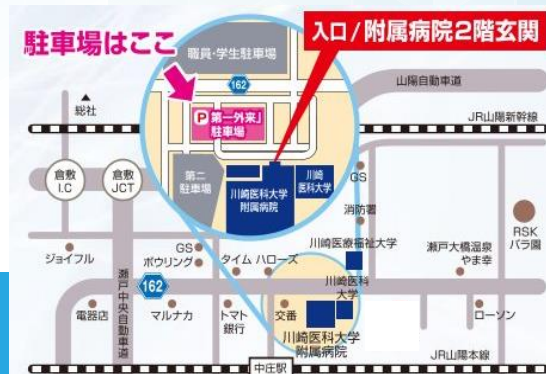 駐車場はここ
入口/附属病院2階玄関
職員・学生駐車場
162
山陽自動車道
総社
P 第一外来
駐車場
JR山陽新幹線
倉敷
I.C
倉敷
JCT
第二
駐車場
川崎医科大学
附属病院
川崎
医科大学
GS
消防署
川崎医療福祉大学
RSK
バラ園
ジョイフル
GS
ボウリング
タイム
ハローズ
瀬戸大橋温泉
やま幸
瀬戸中央自動車道
162
川崎医科
大学
電器店
マルナカ
トマト
銀行
交番
川崎医科大学
附属病院
ローソン
中庄駅
JR山陽本線